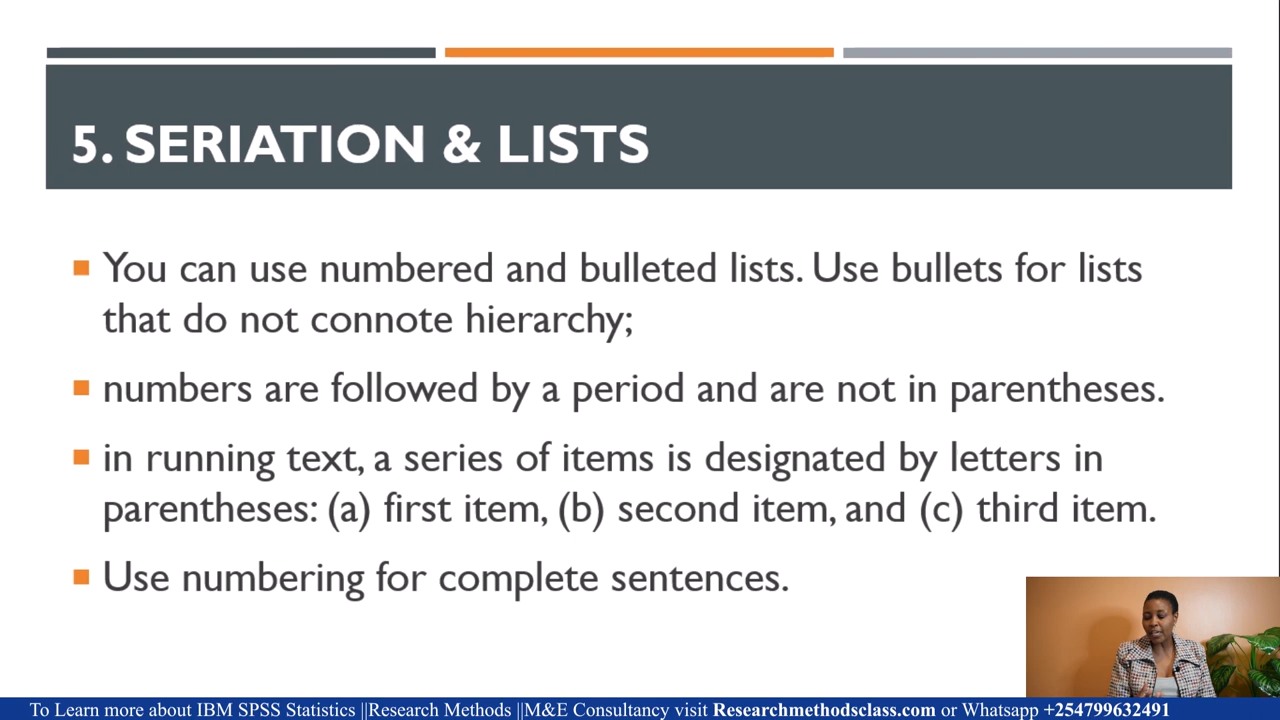 5. SERIATION & LISTS
You can use numbered and bulleted lists. Use bullets for lists
that do not connote hierarchy;
numbers are followed by a period and are not in parentheses.
in running text, a series of items is designated by letters in
parentheses: (a) first item, (b) second item, and (c) third item.
Use numbering for complete sentences.
To Learn more about IBM SPSS Statistics ||Research Methods ||M&E Consultancy visit Researchmethodsclass.com or Whatsapp +254799632491